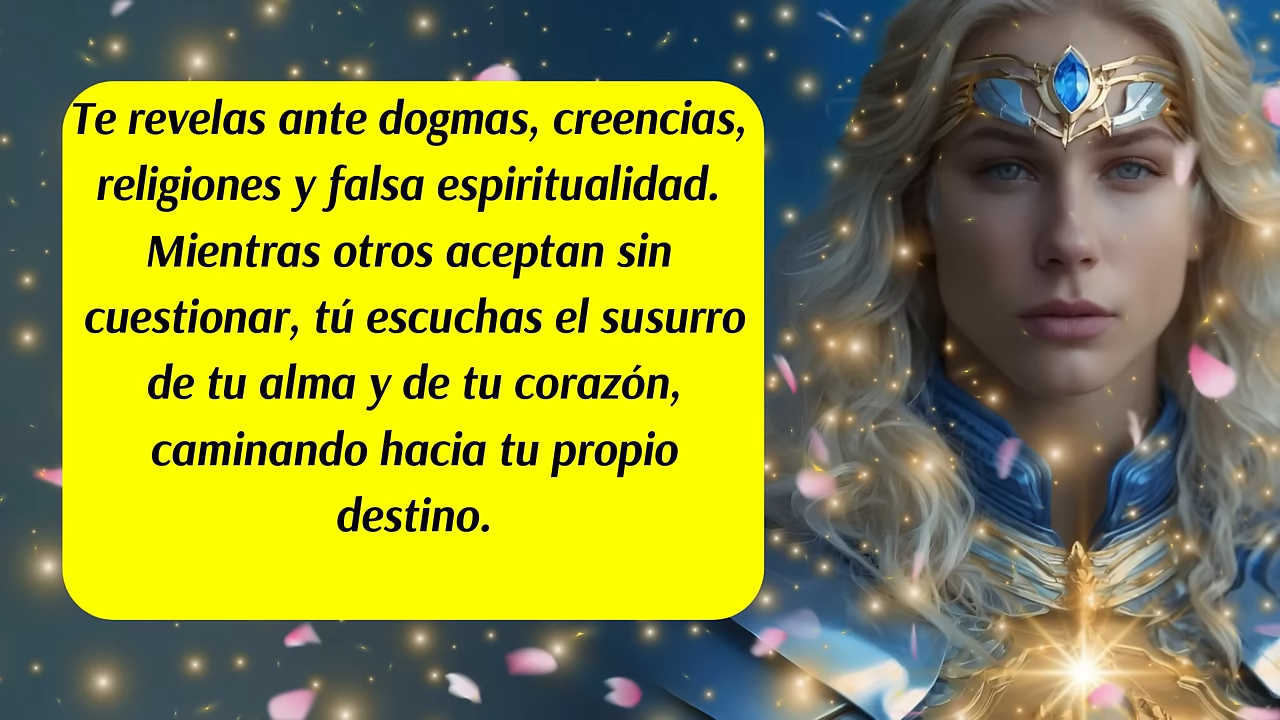 Te revelas ante dogmas, creencias,
religiones y falsa espiritualidad.
Mientras otros aceptan sin
cuestionar, tú escuchas el susurro
de tu alma y de tu corazón,
caminando hacia tu propio
destino.